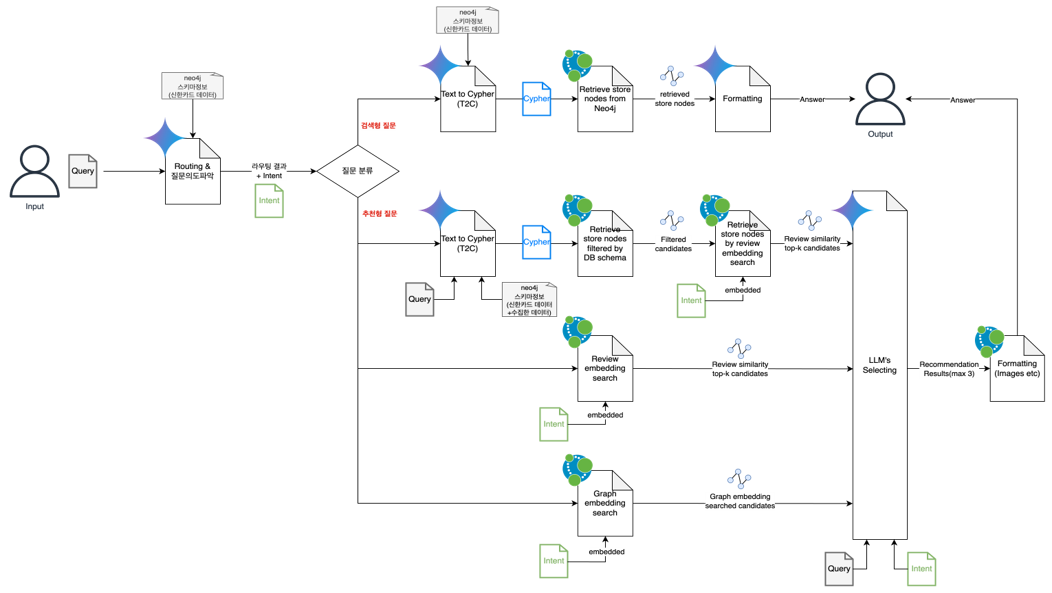 neo4j
스키마정보
(신한카드 데이터)
neo4j
스키마정보
(신한카드 데이터)
Text to Cypher
(T2C)
Cypher
Retrieve store
nodes from
Neo4j
retrieved
store nodes
Formatting
Answer
Output
Answer
검색형 질문
Input
Query
Routing &
질문의도파악
라우팅 결과
+ Intent
Intent
질문 분류
추천형 질문
Text to Cypher
(T2C)
Cypher
Retrieve
store nodes
filtered by
DB schema
Filtered
candidates
Retrieve
store nodes
by review
embedding
search
Review similarity
top-k candidates
Query
neo4j
스키마정보
(신한카드 데이터
+수집한 데이터)
Intent
embedded
Review
embedding
search
Review similarity
top-k candidates
Intent
embedded
LLM's
Selecting
Recommendation
Results(max 3)
Formatting
(Images etc)
Graph
embedding
search
Graph embedding
searched candidates
Intent
embedded
Query
Intent